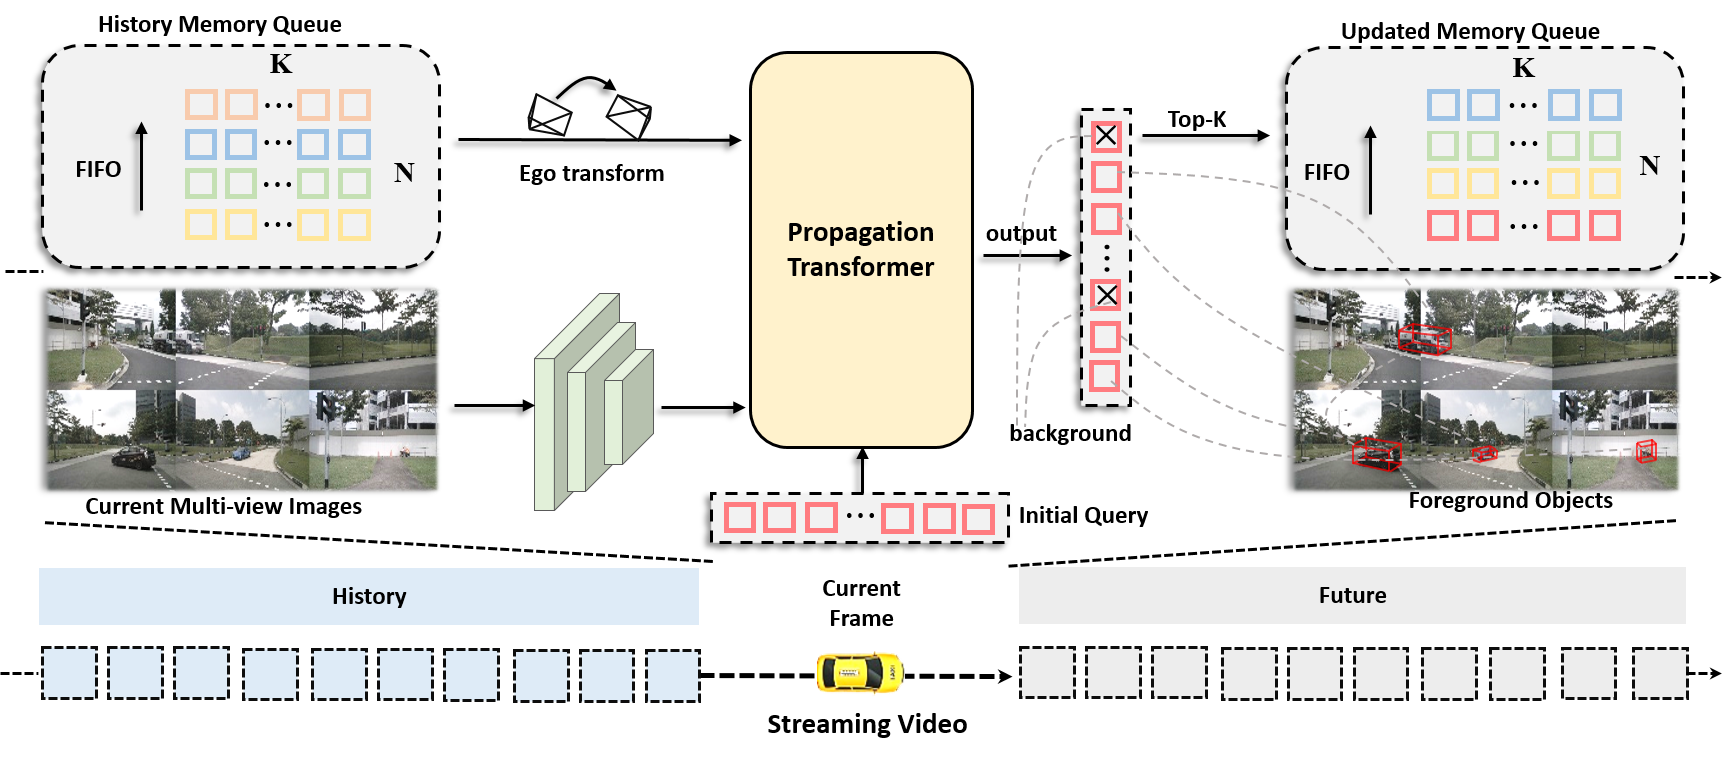 History Memory Queue
K
FIFO
N
Ego transform
Propagation
Transformer
output
Top-K
Updated Memory Queue
K
FIFO
N
background
Current Multi-view Images
Foreground Objects
Initial Query
History
Current
Frame
Future
Streaming Video